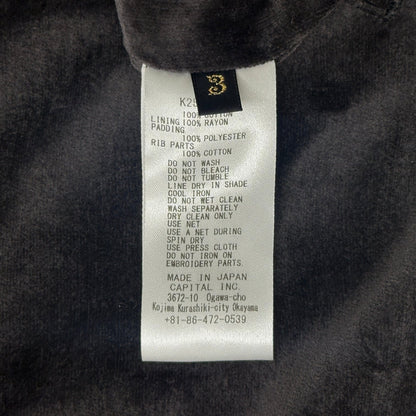 3
K25
100% COTTON
LINING 100% RAYON
PADDING
100% POLYESTER
RIB PARTS
100% COTTON
DO NOT WASH
DO NOT BLEACH
DO NOT TUMBLE
LINE DRY IN SHADE
COOL IRON
DO NOT WET CLEAN
WASH SEPARATELY
DRY CLEAN ONLY
USE NET
USE A NET DURING
SPIN DRY
USE PRESS CLOTH
DO NOT IRON ON
EMBROIDERY PARTS.
MADE IN JAPAN
CAPITAL INC.
3672-10 Ogawa-cho
Kojima Kurashiki-city Okayama
+81-86-472-0539